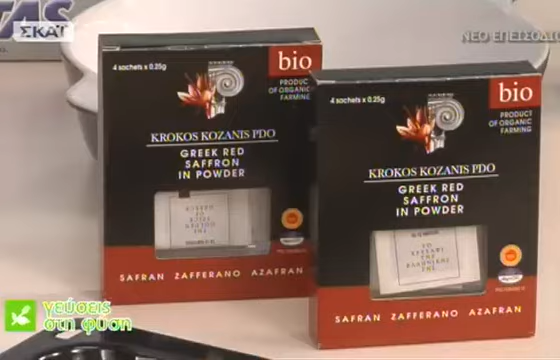 ΣΚΑΪ
ΝΕΟ ΕΠΕΙΣΟΔΙΟ
bio
4 sachets x 0.25g
PRODUCT
OF ORGANIC
FARMING
KROKOS KOZANIS PDO
GREEK RED
SAFFRON
IN POWDER
SAFRAN ZAFFERANO AZAFRAN
bio
4 sachets x 0.25g
PRODUCT
OF ORGANIC
FARMING
KROKOS KOZANIS PDO
GREEK RED
SAFFRON
IN POWDER
SAFRAN ZAFFERANO AZAFRAN
γεύσεις
στη φύση